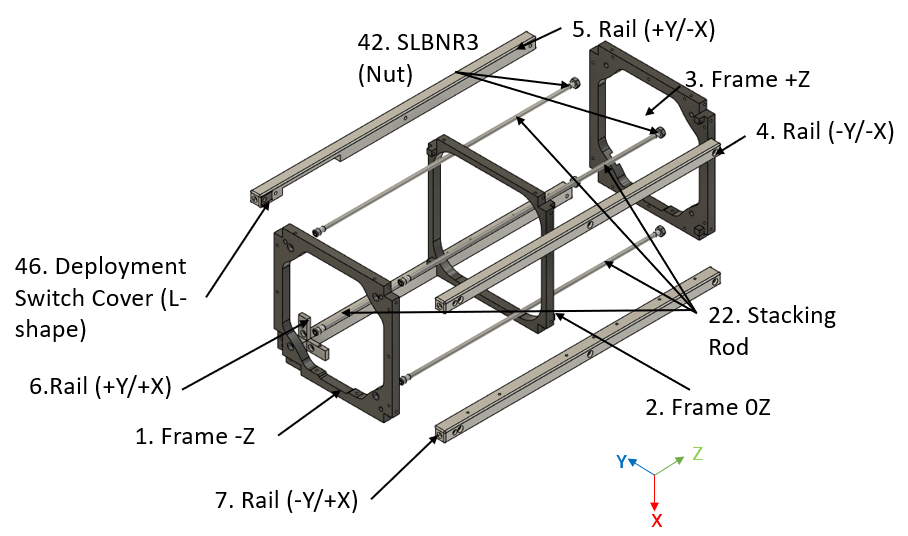 42. SLBNR3
(Nut)
5. Rail (+Y/-X)
3. Frame +Z
4. Rail (-Y/-X)
46. Deployment
Switch Cover (L-
shape)
22. Stacking
Rod
6.Rail (+Y/+X)
2. Frame 0Z
1. Frame -Z
7. Rail (-Y/+X)
Y
Z
X